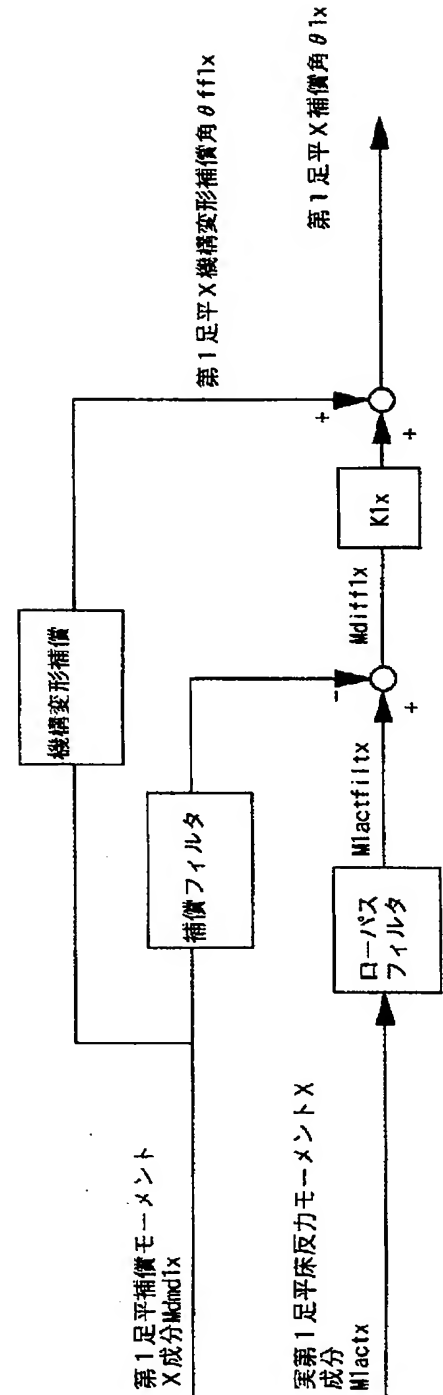 第1足平補償モーメント
X成分Mdmd1x
機構変形補償
第1足平X機構変形補償角θff1x
補償フィルタ
-
+
実第1足平床反力モーメントX
成分
M1actx
ローパス
フィルタ
M1actfiltx
+
Mdiff1x
K1x
+
第1足平X補償角θ1x